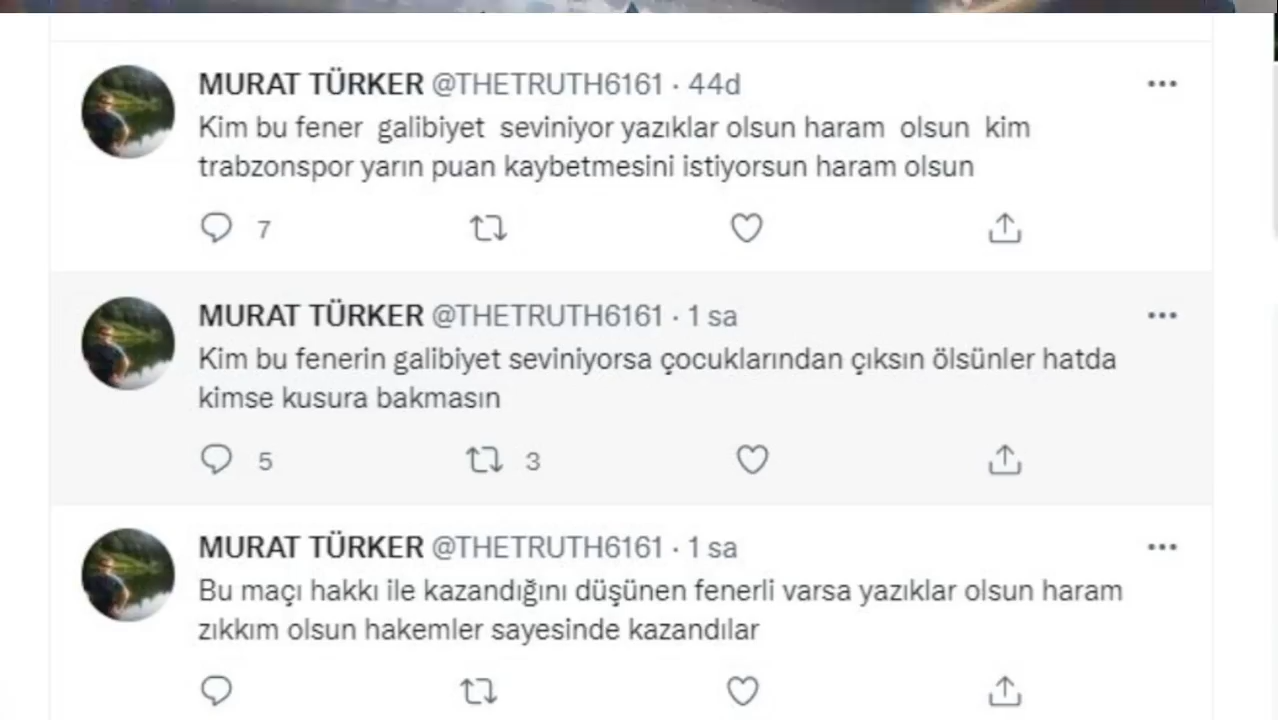 MURAT TÜRKER @THETRUTH6161 · 44d
Kim bu fener galibiyet seviniyor yazıklar olsun haram olsun kim
trabzonspor yarın puan kaybetmesini istiyorsun haram olsun
7
MURAT TÜRKER @THETRUTH6161 · 1 sa
Kim bu fenerin galibiyet seviniyorsa çocuklarından çıksın ölsünler hatda
kimse kusura bakmasın
5 3
MURAT TÜRKER @THETRUTH6161 · 1 sa
Bu maçı hakkı ile kazandığını düşünen fenerli varsa yazıklar olsun haram
zıkkım olsun hakemler sayesinde kazandılar